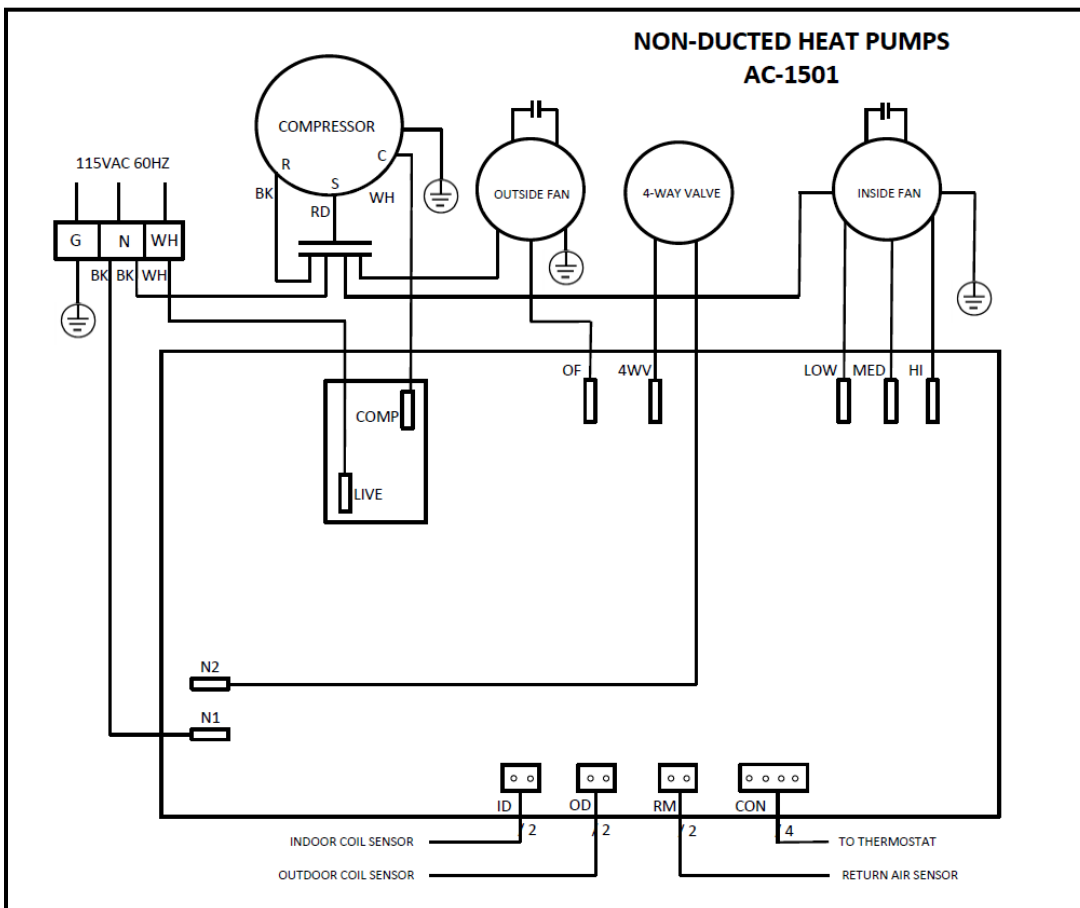 NON-DUCTED HEAT PUMPS
AC-1501
COMPRESSOR
R
C
S
BK
RD
WH
115VAC 60HZ
G
N
WH
BK
BK
WH
OUTSIDE FAN
4-WAY VALVE
INSIDE FAN
OF
4WV
LOW
MED
HI
COMP
LIVE
N2
N1
ID
OD
RM
CON
/ 2
/ 2
/ 2
/ 4
INDOOR COIL SENSOR
TO THERMOSTAT
OUTDOOR COIL SENSOR
RETURN AIR SENSOR